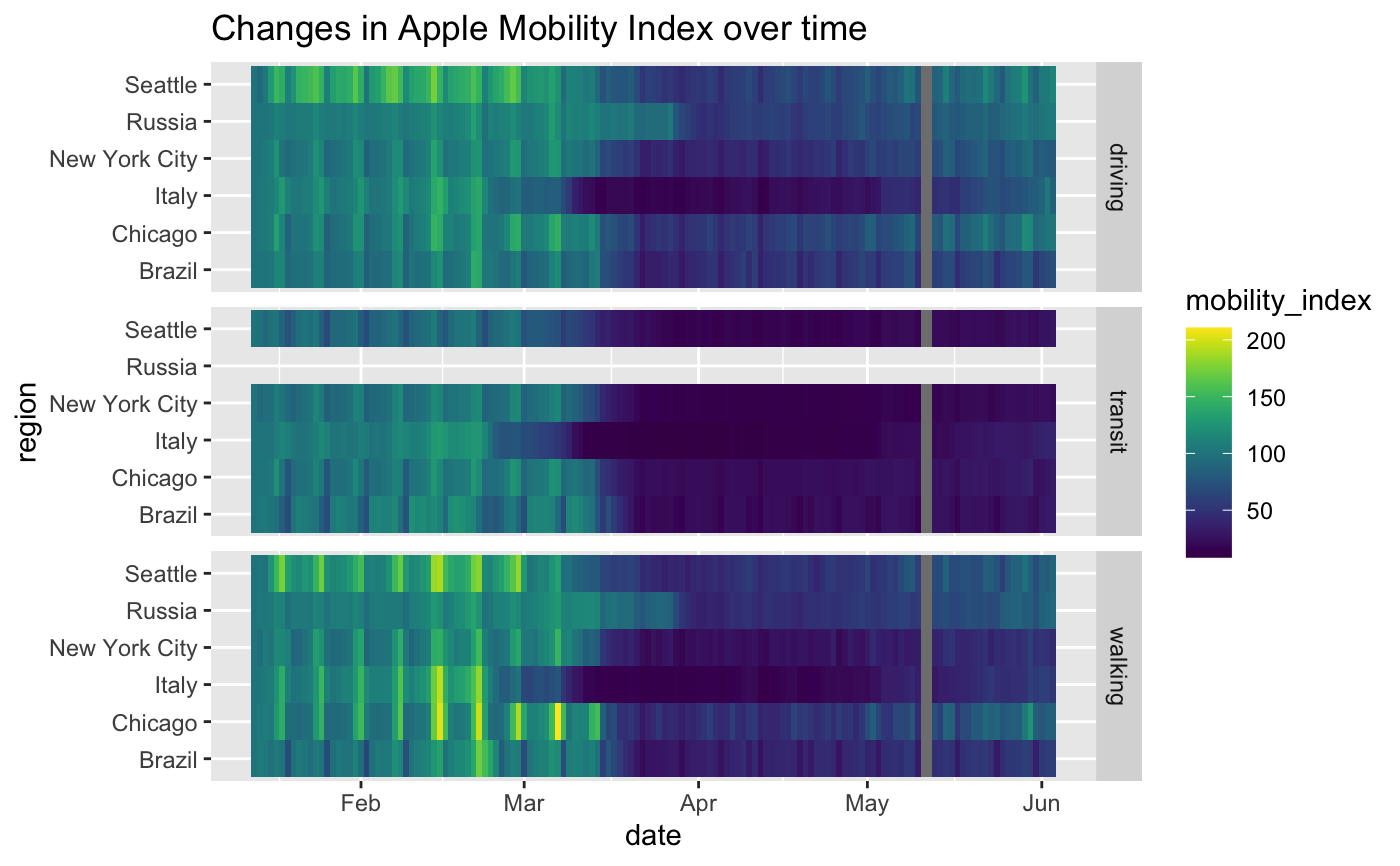 Changes in Apple Mobility Index over time
Seattle
Russia
New York City
Italy
Chicago
Brazil
driving
Seattle
Russia
New York City
Italy
Chicago
Brazil
transit
Seattle
Russia
New York City
Italy
Chicago
Brazil
walking
region
Feb
Mar
Apr
May
Jun
date
mobility_index
200
150
100
50